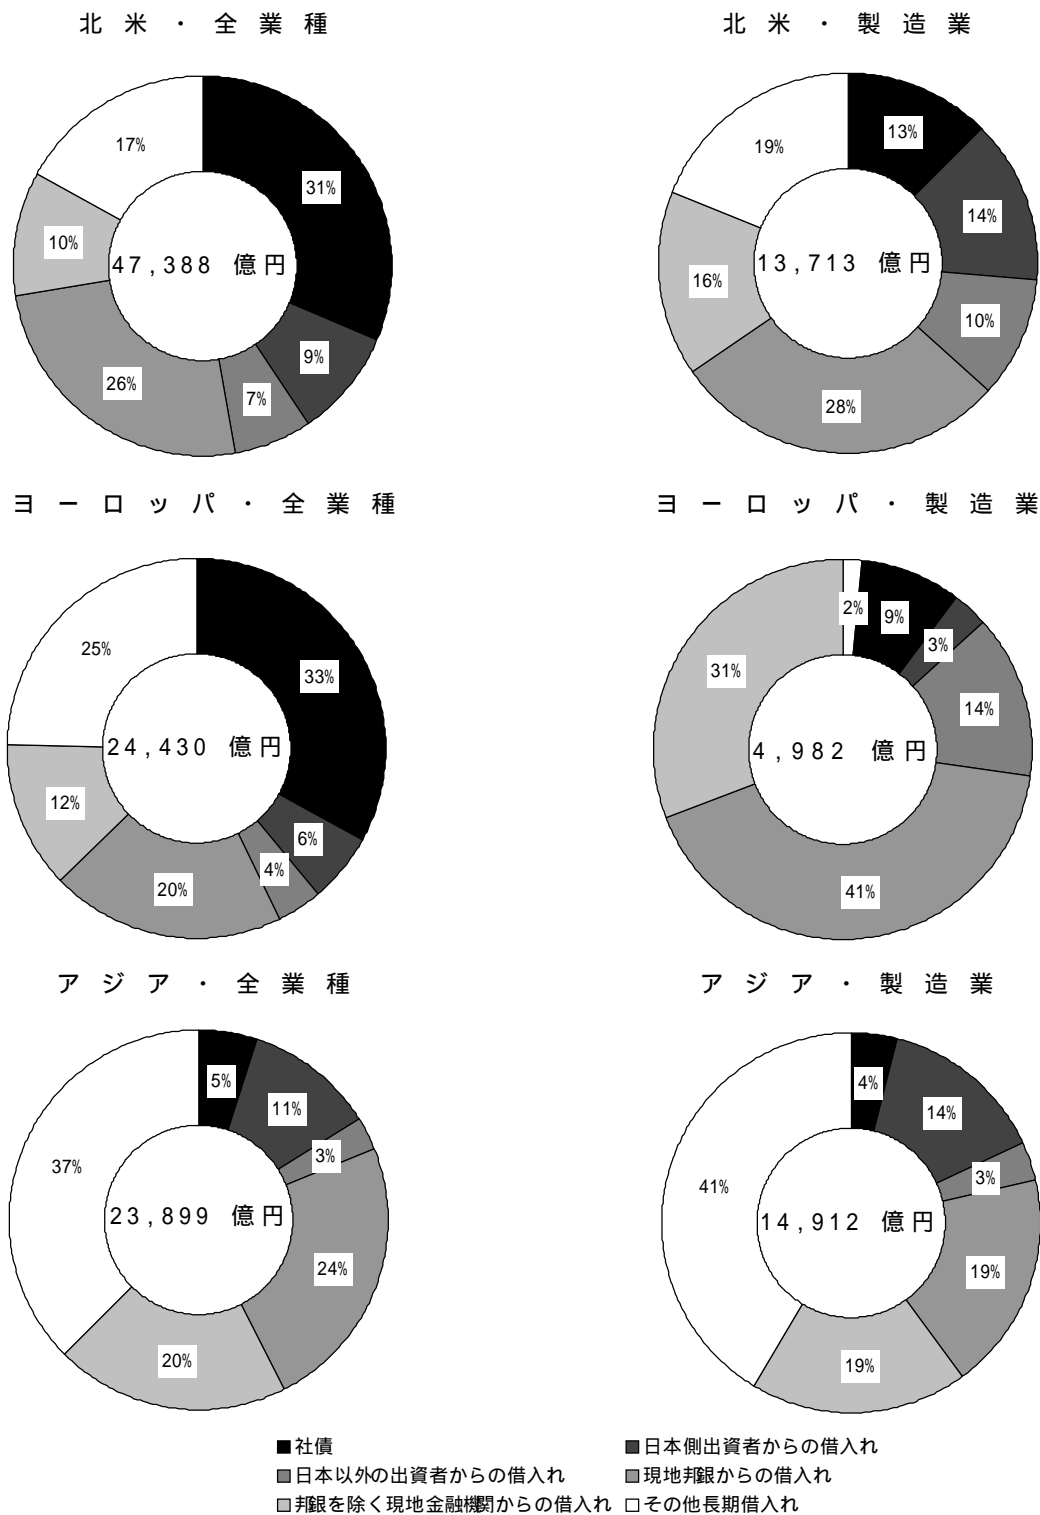 北米・全業種
31%
9%
7%
26%
10%
17%
47,388 億円
北米・製造業
13%
14%
10%
28%
16%
19%
13,713 億円
ヨーロッパ・全業種
33%
6%
4%
20%
12%
25%
24,430 億円
ヨーロッパ・製造業
2%
9%
3%
14%
41%
31%
4,982 億円
アジア・全業種
5%
11%
3%
24%
20%
37%
23,899 億円
アジア・製造業
4%
14%
3%
19%
19%
41%
14,912 億円
社債
日本側出資者からの借入れ
日本以外の出資者からの借入れ
現地邦銀からの借入れ
邦銀を除く現地金融機関からの借入れ
その他長期借入れ